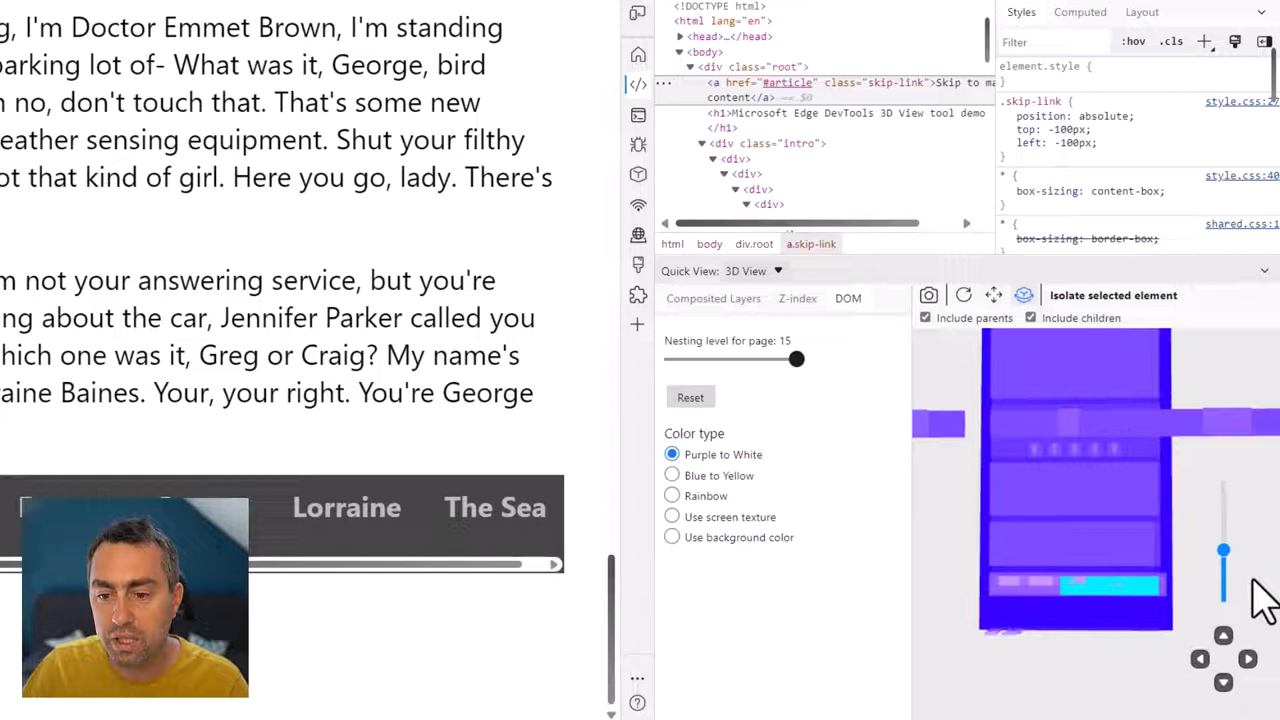 g, I'm Doctor Emmet Brown, I'm standing
parking lot of- What was it, George, bird
no, don't touch that. That's some new
eather sensing equipment. Shut your filthy
ot that kind of girl. Here you go, lady. There's
m not your answering service, but you're
ng about the car, Jennifer Parker called you
hich one was it, Greg or Craig? My name's
raine Baines. Your, your right. You're George
Lorraine The Sea
<!DOCTYPE html>
<html lang="en">
<head>…</head>
<body>
<div class="root">
<a href="#article" class="skip-link">Skip to ma
content</a> == $0
<h1>Microsoft Edge DevTools 3D View tool demo
</h1>
<div class="intro">
<div>
<div>
<div>
<div>
html body div.root a.skip-link
Styles Computed Layout
Filter :hov .cls
element.style {
}
.skip-link { style.css:27
position: absolute;
top: -100px;
left: -100px;
}
* { style.css:40
box-sizing: content-box;
}
* { shared.css:1
box-sizing: border-box;
Quick View: 3D View
Composited Layers Z-index DOM
Isolate selected element
Include parents Include children
Nesting level for page: 15
Reset
Color type
Purple to White
Blue to Yellow
Rainbow
Use screen texture
Use background color